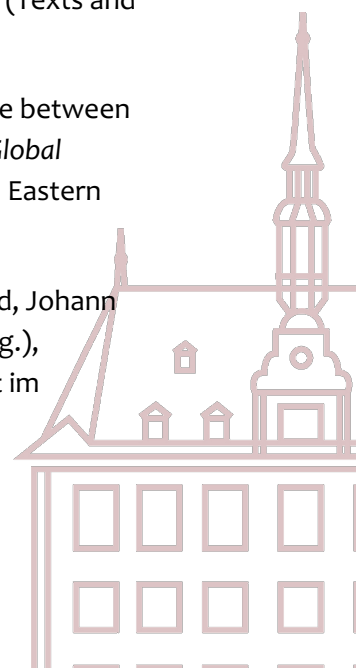 (Texts and
e between
Global
Eastern
d, Johann
g.),
im